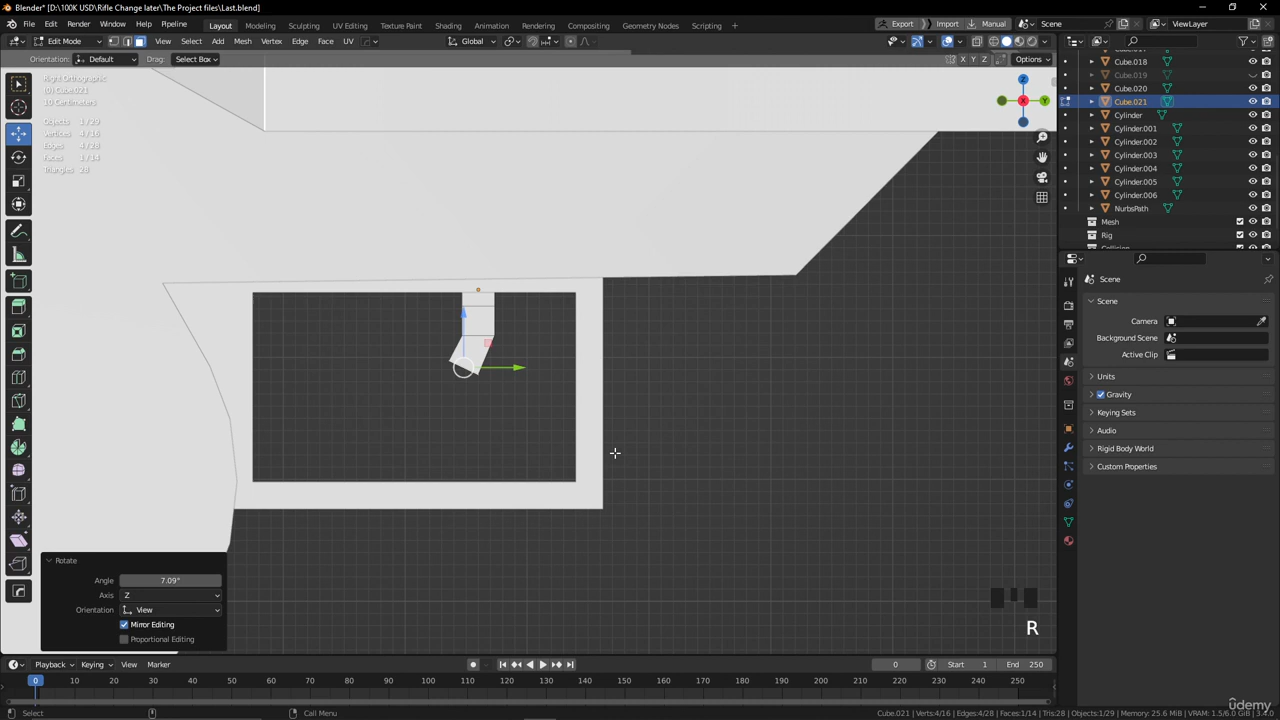 Blender* [D:\100K USD\Rifle Change later\The Project files\Last.blend]
File Edit Render Window Help Pipeline Layout Modeling Sculpting UV Editing Texture Paint Shading Animation Rendering Compositing Geometry Nodes Scripting Export Import Manual Scene ViewLayer
Edit Mode View Select Add Mesh Vertex Edge Face UV Global
Orientation: Default Drag: Select Box X Y Z Options
Right Orthographic
(0) Cube.021
10 Centimeters
Objects 1/29
Vertices 4/16
Edges 4/28
Faces 1/14
Triangles 28
Z
X
Y
Cube.018
Cube.019
Cube.020
Cube.021
Cylinder
Cylinder.001
Cylinder.002
Cylinder.003
Cylinder.004
Cylinder.005
Cylinder.006
NurbsPath
Mesh
Rig
Scene
Scene
Camera
Background Scene
Active Clip
Units
Gravity
Keying Sets
Audio
Rigid Body World
Custom Properties
Rotate
Angle 7.09°
Axis Z
Orientation View
Mirror Editing
Proportional Editing
R
Playback Keying View Marker 0 Start 1 End 250
0 10 20 30 40 50 60 70 80 90 100 110 120 130 140 150 160 170 180 190 200 210 220 230 240 250
Select Call Menu Cube.021 | Verts:4/16 | Edges:4/28 | Faces:1/14 | Tris:28 | Objects:1/29 | Memory: 25.6 MiB | VRAM: 1.5/6.0 GiB | 3.4.0
udemy